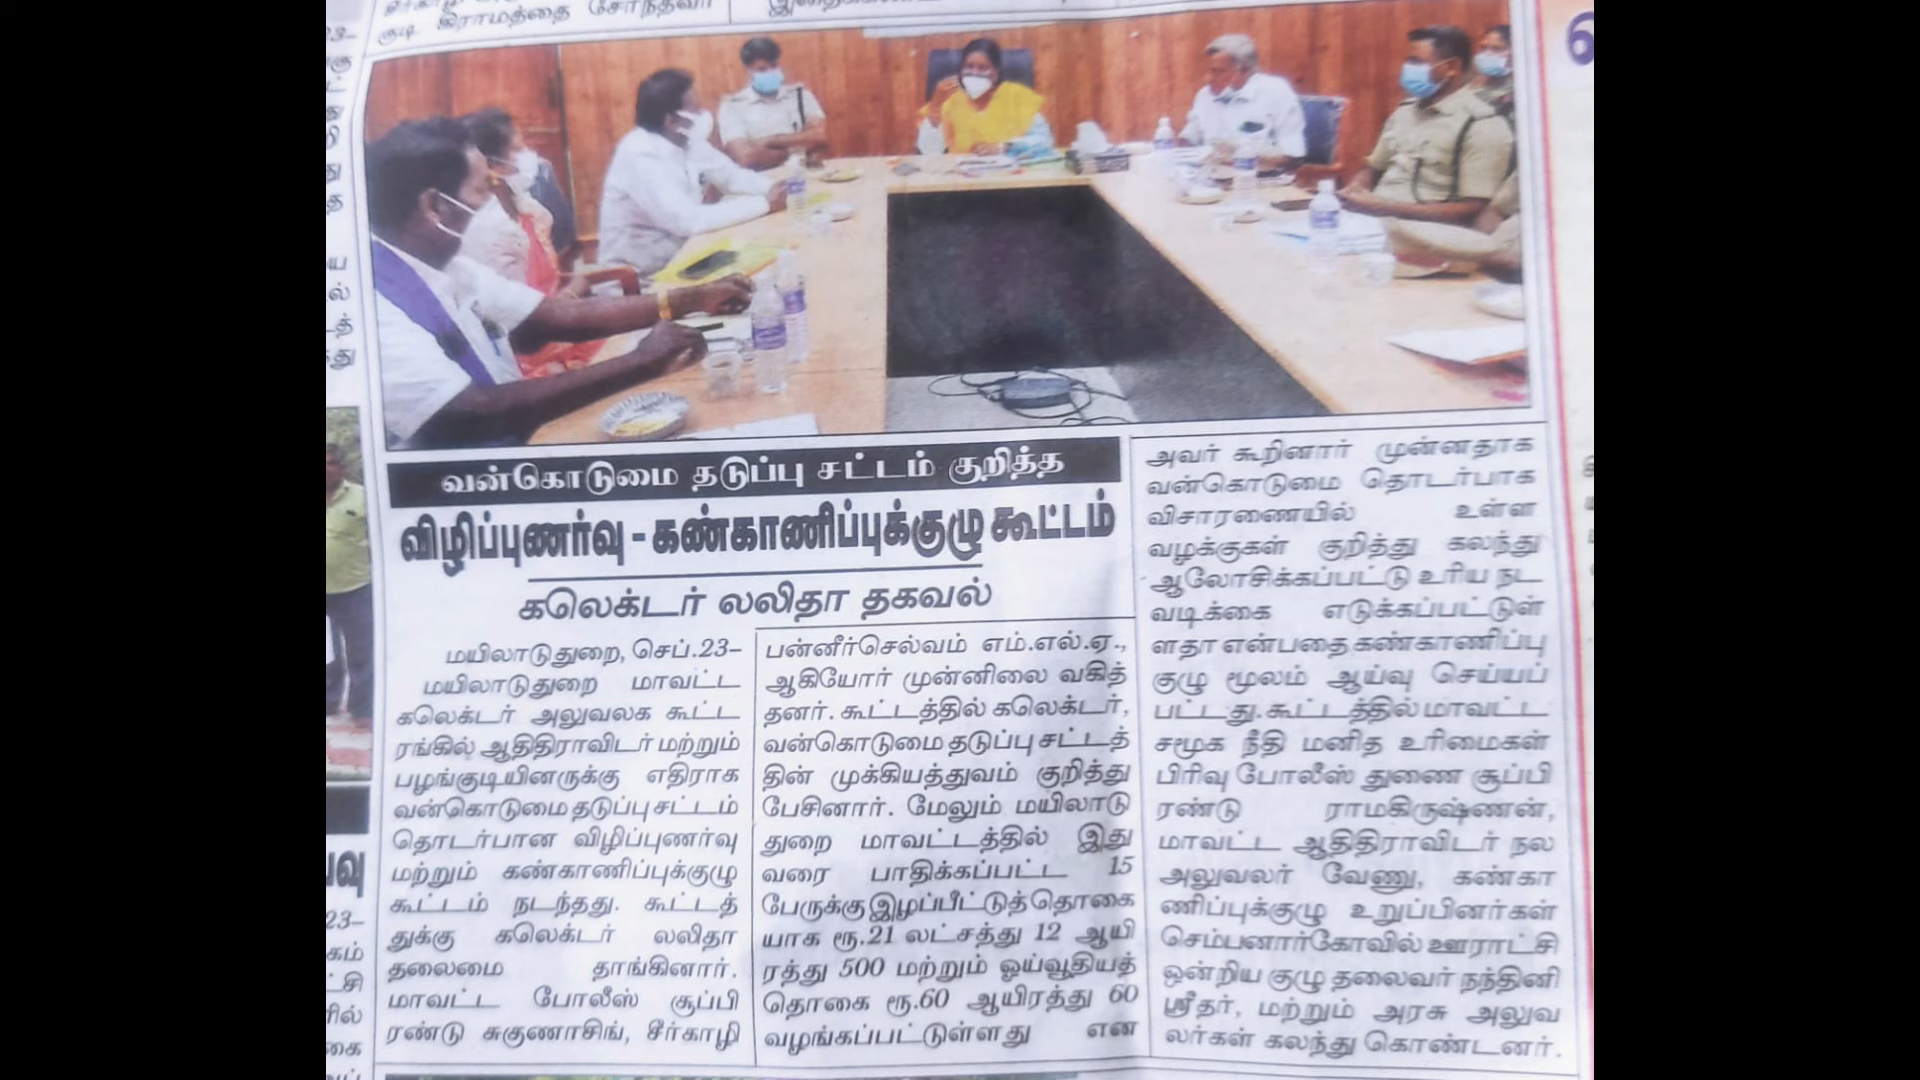 குடி இராமத்தை சேர்ந்தவர்
வன்கொடுமை தடுப்பு சட்டம் குறித்த
விழிப்புணர்வு - கண்காணிப்புக்குழு கூட்டம்
கலெக்டர் லலிதா தகவல்
மயிலாடுதுறை, செப்.23–
மயிலாடுதுறை மாவட்ட
கலெக்டர் அலுவலக கூட்ட
ரங்கில் ஆதிதிராவிடர் மற்றும்
பழங்குடியினருக்கு எதிராக
வன்கொடுமை தடுப்பு சட்டம்
தொடர்பான விழிப்புணர்வு
மற்றும் கண்காணிப்புக்குழு
கூட்டம் நடந்தது. கூட்டத்
துக்கு கலெக்டர் லலிதா
தலைமை தாங்கினார்.
மாவட்ட போலீஸ் சூப்பி
ரண்டு சுகுணாசிங், சீர்காழி
பன்னீர்செல்வம் எம்.எல்.ஏ.,
ஆகியோர் முன்னிலை வகித்
தனர். கூட்டத்தில் கலெக்டர்,
வன்கொடுமை தடுப்பு சட்டத்
தின் முக்கியத்துவம் குறித்து
பேசினார். மேலும் மயிலாடு
துறை மாவட்டத்தில் இது
வரை பாதிக்கப்பட்ட 15
பேருக்கு இழப்பீட்டுத் தொகை
யாக ரூ.21 லட்சத்து 12 ஆயி
ரத்து 500 மற்றும் ஓய்வூதியத்
தொகை ரூ.60 ஆயிரத்து 60
வழங்கப்பட்டுள்ளது என
அவர் கூறினார் முன்னதாக
வன்கொடுமை தொடர்பாக
விசாரணையில் உள்ள
வழக்குகள் குறித்து கலந்து
ஆலோசிக்கப்பட்டு உரிய நட
வடிக்கை எடுக்கப்பட்டுள்
ளதா என்பதை கண்காணிப்பு
குழு மூலம் ஆய்வு செய்யப்
பட்டது. கூட்டத்தில் மாவட்ட
சமூக நீதி மனித உரிமைகள்
பிரிவு போலீஸ் துணை சூப்பி
ரண்டு ராமகிருஷ்ணன்,
மாவட்ட ஆதிதிராவிடர் நல
அலுவலர் வேணு, கண்கா
ணிப்புக்குழு உறுப்பினர்கள்
செம்பனார்கோவில் ஊராட்சி
ஒன்றிய குழு தலைவர் நந்தினி
ஸ்ரீதர், மற்றும் அரசு அலுவ
லர்கள் கலந்து கொண்டனர்.